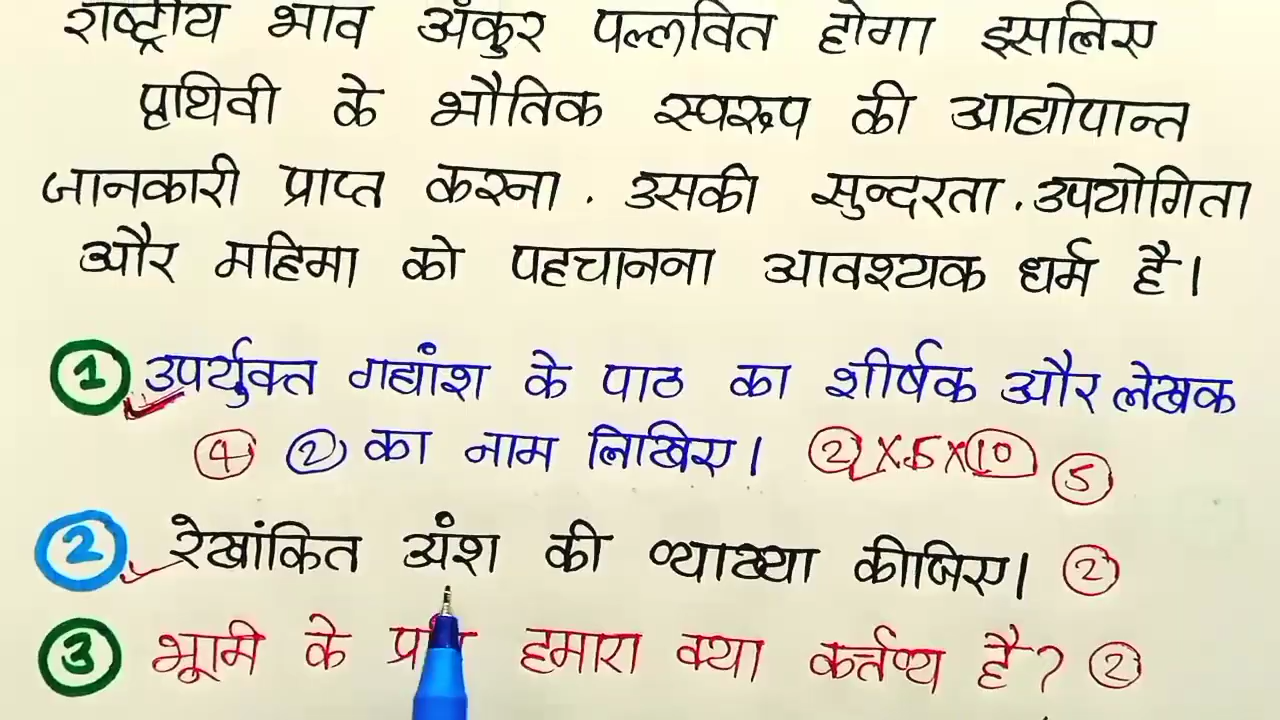 राष्ट्रीय भाव अंकुर पल्लवित होगा इसलिए
पृथिवी के भौतिक स्वरूप की आद्योपान्त
जानकारी प्राप्त करना . उसकी सुन्दरता . उपयोगिता
और महिमा को पहचानना आवश्यक धर्म है।
① उपर्युक्त गद्यांश के पाठ का शीर्षक और लेखक
④ ② का नाम लिखिए। ② × 5 × 10 ⑤
② रेखांकित अंश की व्याख्या कीजिए। ②
③ भूमि के हमारा क्या कर्तव्य है? ②